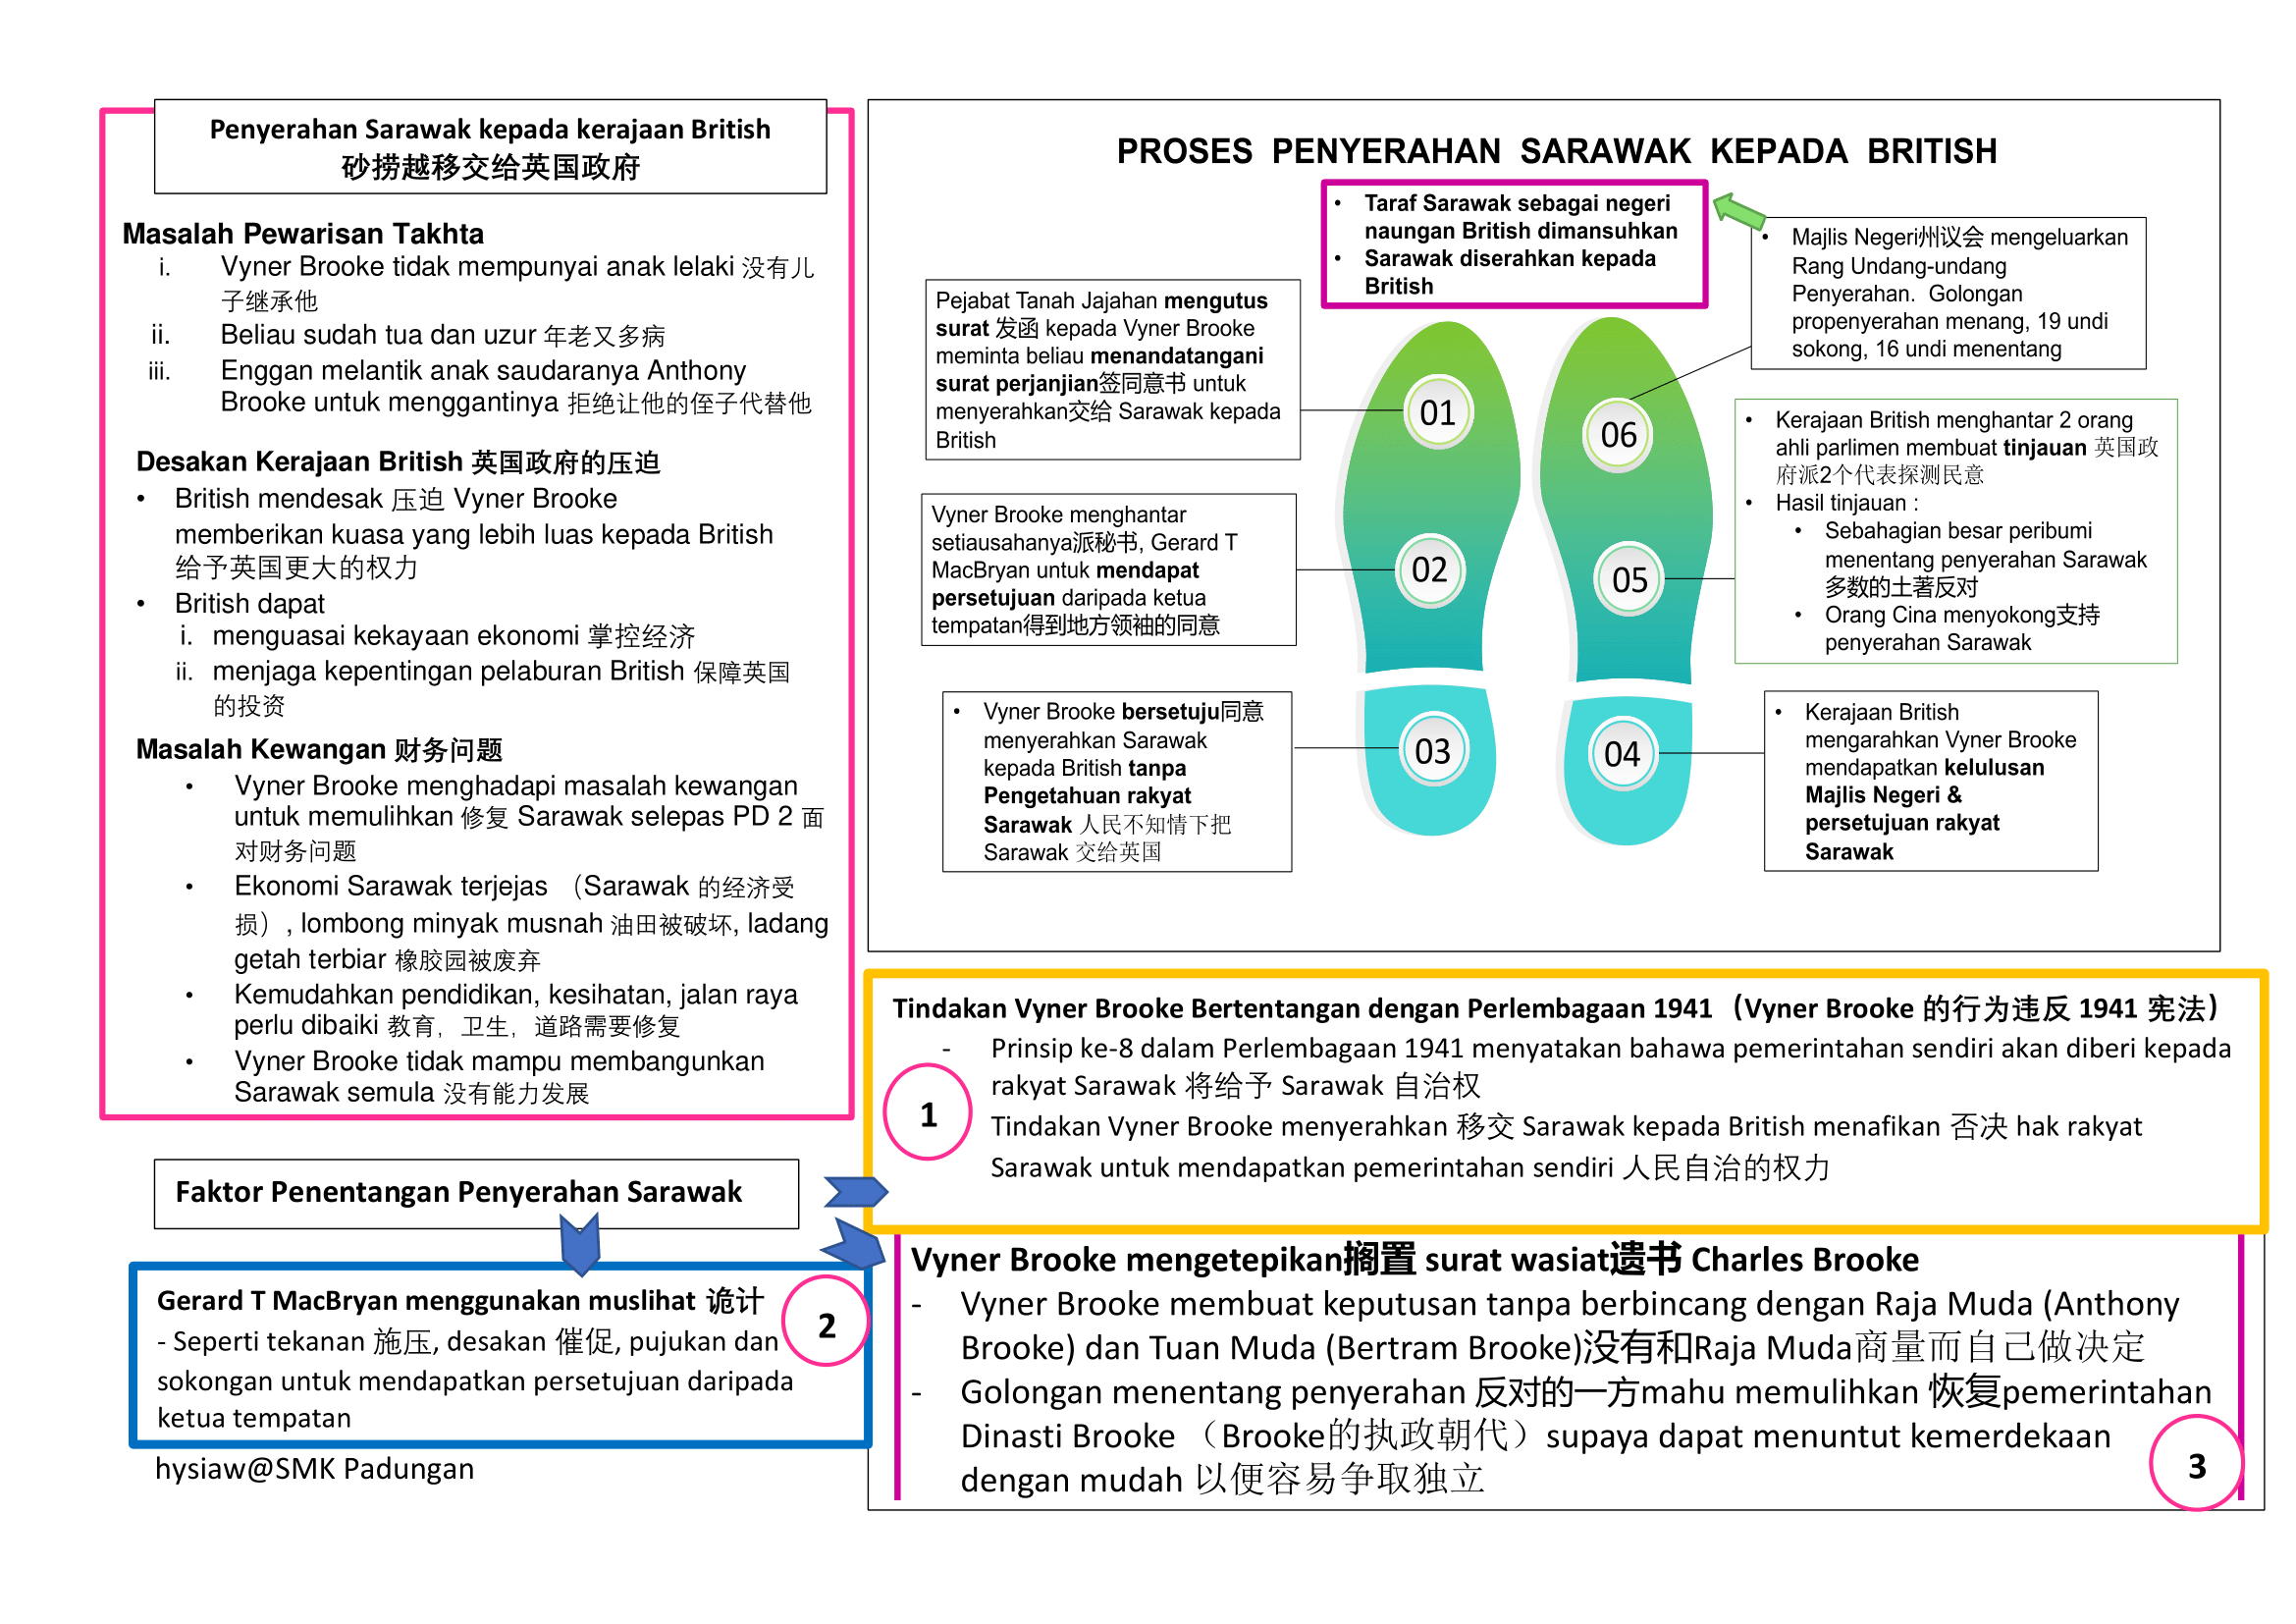 Penyerahan Sarawak kepada kerajaan British
砂捞越移交给英国政府
Masalah Pewarisan Takhta
i. Vyner Brooke tidak mempunyai anak lelaki 没有儿
子继承他
ii. Beliau sudah tua dan uzur 年老又多病
iii. Enggan melantik anak saudaranya Anthony
Brooke untuk menggantinya 拒绝让他的侄子代替他
Desakan Kerajaan British 英国政府的压迫
• British mendesak 压迫 Vyner Brooke
memberikan kuasa yang lebih luas kepada British
给予英国更大的权力
• British dapat
i. menguasai kekayaan ekonomi 掌控经济
ii. menjaga kepentingan pelaburan British 保障英国
的投资
Masalah Kewangan 财务问题
• Vyner Brooke menghadapi masalah kewangan
untuk memulihkan 修复 Sarawak selepas PD 2 面
对财务问题
• Ekonomi Sarawak terjejas （Sarawak 的经济受
损）, lombong minyak musnah 油田被破坏, ladang
getah terbiar 橡胶园被废弃
• Kemudahkan pendidikan, kesihatan, jalan raya
perlu dibaiki 教育，卫生，道路需要修复
• Vyner Brooke tidak mampu membangunkan
Sarawak semula 没有能力发展
PROSES PENYERAHAN SARAWAK KEPADA BRITISH
• Taraf Sarawak sebagai negeri
naungan British dimansuhkan
• Sarawak diserahkan kepada
British
Pejabat Tanah Jajahan mengutus
surat 发函 kepada Vyner Brooke
meminta beliau menandatangani
surat perjanjian签同意书 untuk
menyerahkan交给 Sarawak kepada
British
01
Vyner Brooke menghantar
setiausahanya派秘书, Gerard T
MacBryan untuk mendapat
persetujuan daripada ketua
tempatan得到地方领袖的同意
02
• Vyner Brooke bersetuju同意
menyerahkan Sarawak
kepada British tanpa
Pengetahuan rakyat
Sarawak 人民不知情下把
Sarawak 交给英国
03
04
• Kerajaan British
mengarahkan Vyner Brooke
mendapatkan kelulusan
Majlis Negeri &
persetujuan rakyat
Sarawak
05
• Kerajaan British menghantar 2 orang
ahli parlimen membuat tinjauan 英国政
府派2个代表探测民意
• Hasil tinjauan :
• Sebahagian besar peribumi
menentang penyerahan Sarawak
多数的土著反对
• Orang Cina menyokong支持
penyerahan Sarawak
06
• Majlis Negeri州议会 mengeluarkan
Rang Undang-undang
Penyerahan. Golongan
propenyerahan menang, 19 undi
sokong, 16 undi menentang
Faktor Penentangan Penyerahan Sarawak
Tindakan Vyner Brooke Bertentangan dengan Perlembagaan 1941 （Vyner Brooke 的行为违反 1941 宪法）
- Prinsip ke-8 dalam Perlembagaan 1941 menyatakan bahawa pemerintahan sendiri akan diberi kepada
rakyat Sarawak 将给予 Sarawak 自治权
1
Tindakan Vyner Brooke menyerahkan 移交 Sarawak kepada British menafikan 否决 hak rakyat
Sarawak untuk mendapatkan pemerintahan sendiri 人民自治的权力
Gerard T MacBryan menggunakan muslihat 诡计
2
- Seperti tekanan 施压, desakan 催促, pujukan dan
sokongan untuk mendapatkan persetujuan daripada
ketua tempatan
Vyner Brooke mengetepikan搁置 surat wasiat遗书 Charles Brooke
- Vyner Brooke membuat keputusan tanpa berbincang dengan Raja Muda (Anthony
Brooke) dan Tuan Muda (Bertram Brooke)没有和Raja Muda商量而自己做决定
- Golongan menentang penyerahan 反对的一方mahu memulihkan 恢复pemerintahan
Dinasti Brooke （Brooke的执政朝代）supaya dapat menuntut kemerdekaan
dengan mudah 以便容易争取独立
3
hysiaw@SMK Padungan